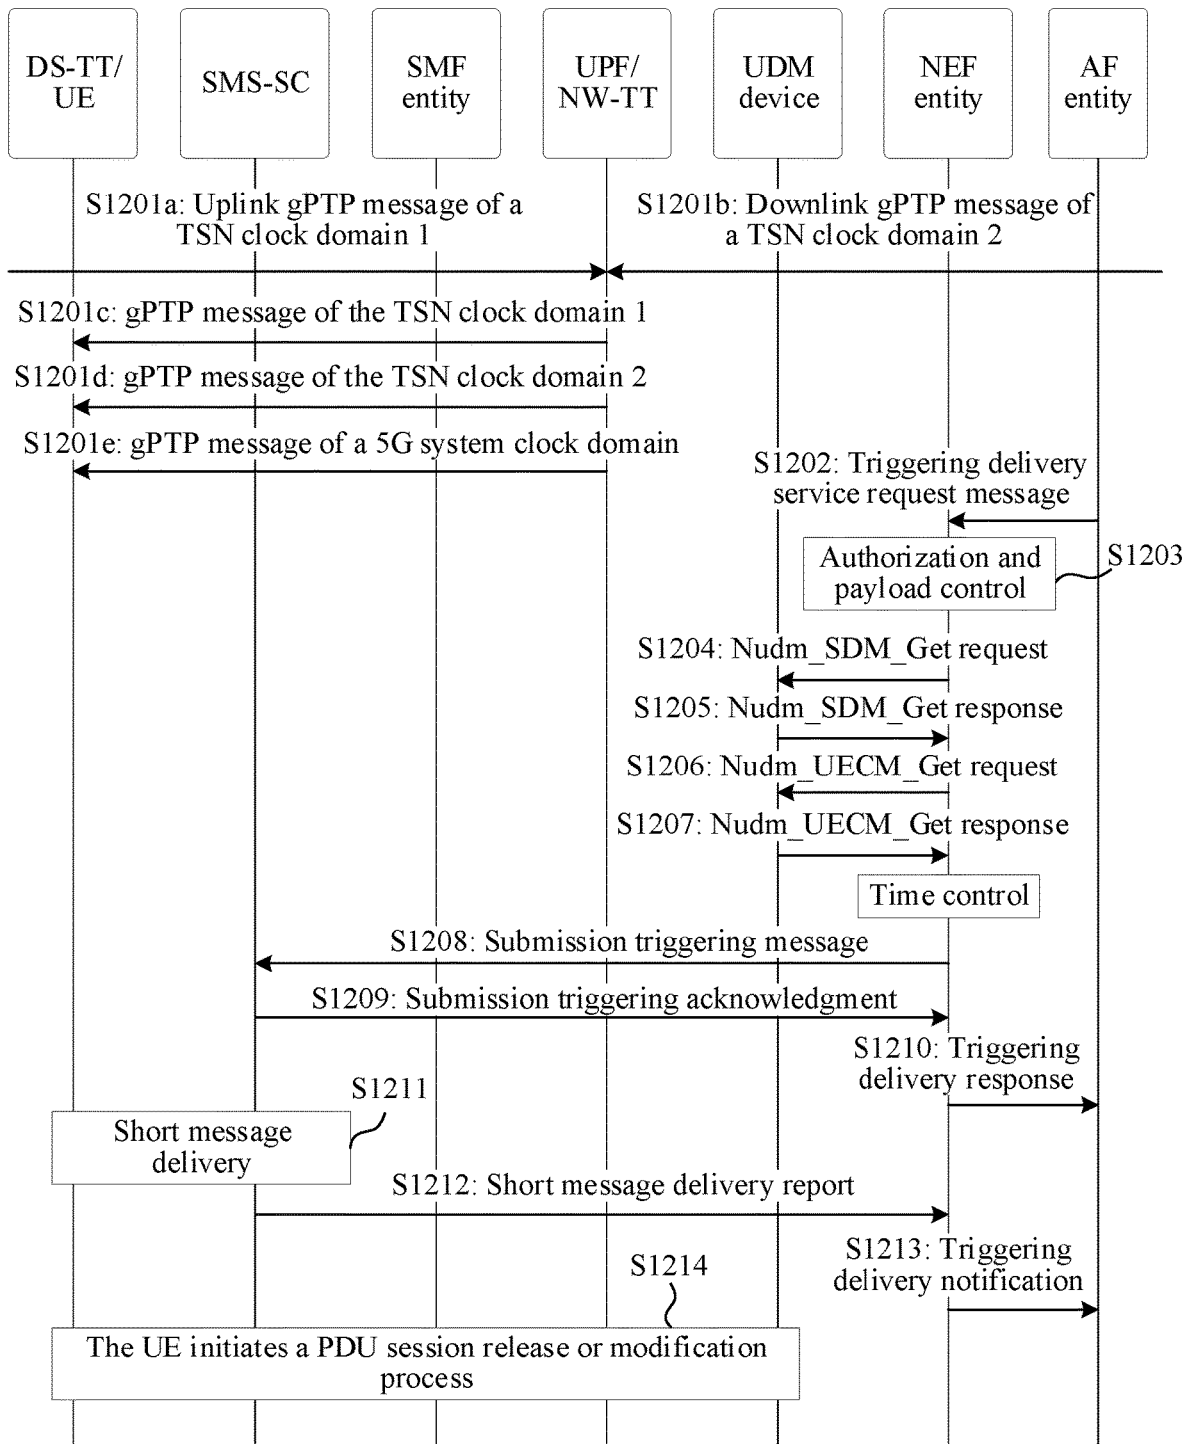 DS-TT/
UE
SMS-SC
SMF
entity
UPF/
NW-TT
UDM
device
NEF
entity
AF
entity
S1201a: Uplink gPTP message of a
TSN clock domain 1
S1201b: Downlink gPTP message of
a TSN clock domain 2
S1201c: gPTP message of the TSN clock domain 1
S1201d: gPTP message of the TSN clock domain 2
S1201e: gPTP message of a 5G system clock domain
S1202: Triggering delivery
service request message
Authorization and
payload control
S1203
S1204: Nudm_SDM_Get request
S1205: Nudm_SDM_Get response
S1206: Nudm_UECM_Get request
S1207: Nudm_UECM_Get response
Time control
S1208: Submission triggering message
S1209: Submission triggering acknowledgment
S1210: Triggering
delivery response
S1211
Short message
delivery
S1212: Short message delivery report
S1213: Triggering
delivery notification
S1214
The UE initiates a PDU session release or modification
process